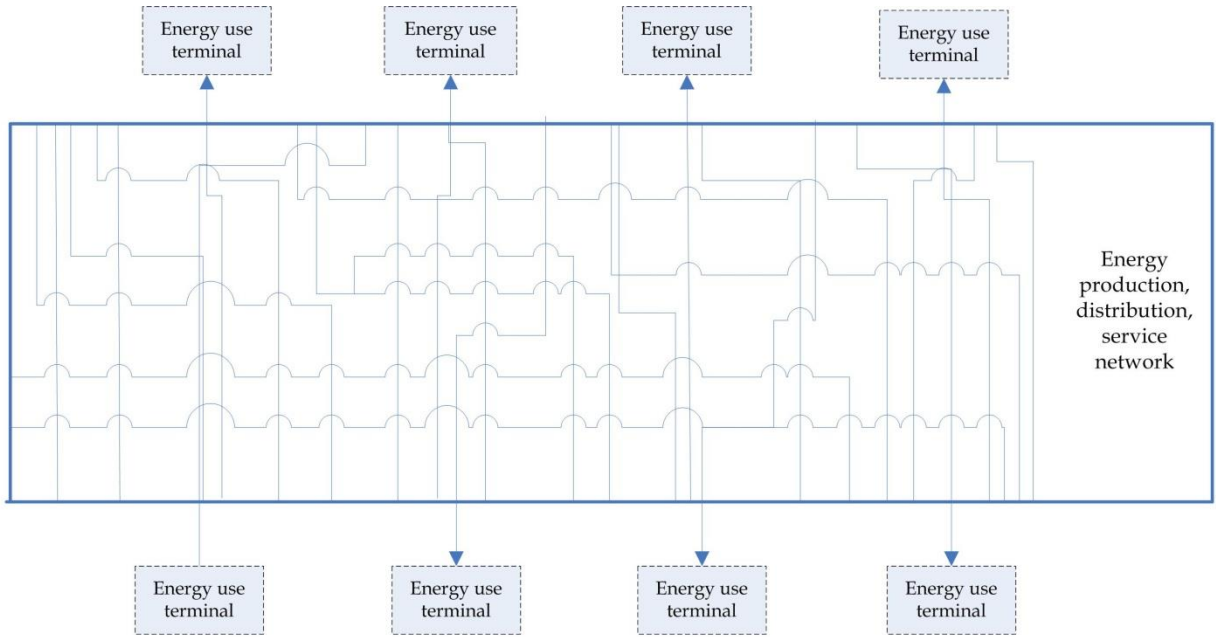 Energy use
terminal
Energy use
terminal
Energy use
terminal
Energy use
terminal
Energy
production,
distribution,
service
network
Energy use
terminal
Energy use
terminal
Energy use
terminal
Energy use
terminal